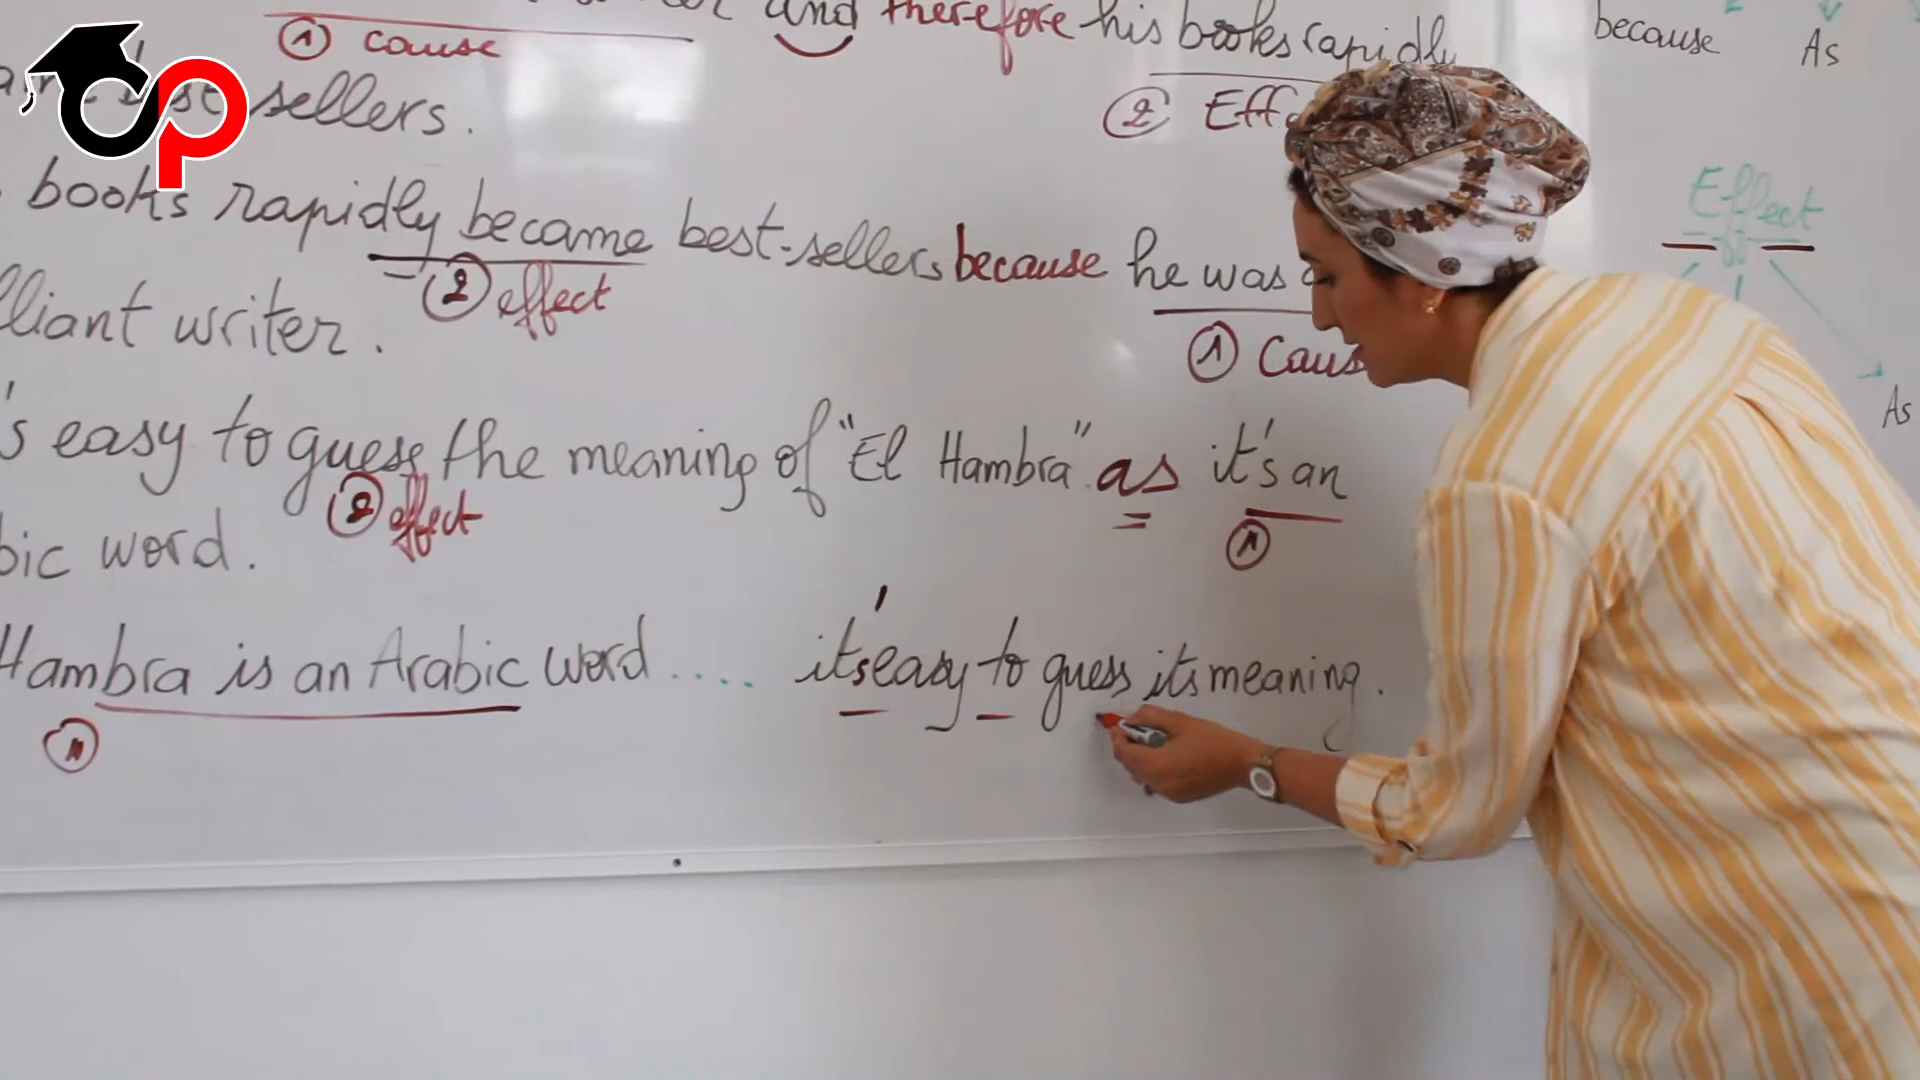 and therefore his books rapidly
① cause
② Eff
st sellers.
books rapidly became best-sellers because he was
② effect
① Caus
lliant writer.
's easy to guess the meaning of "El Hambra" as it's an
② effect
①
bic word.
Hambra is an Arabic word .... it's easy to guess its meaning.
①
because
As
Effect
As